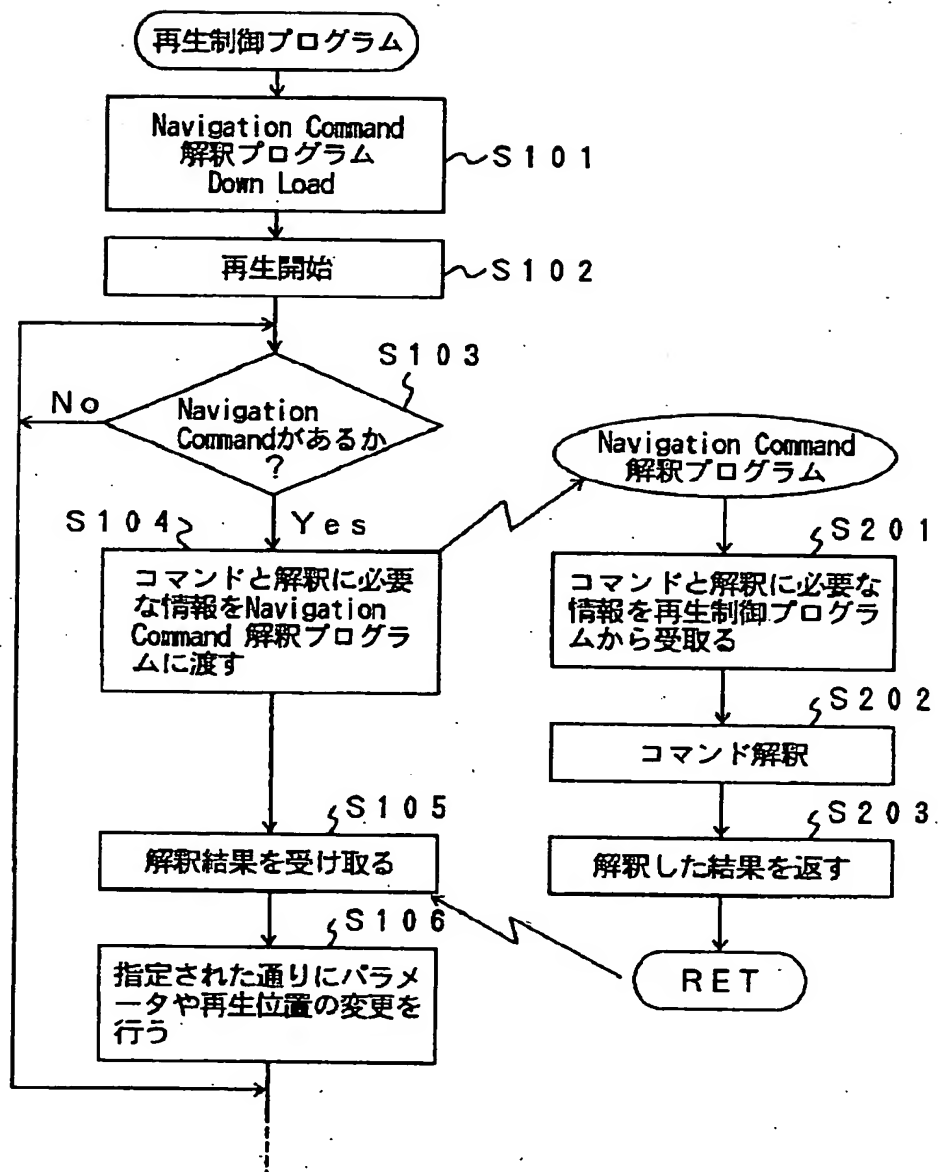 再生制御プログラム
Navigation Command
解釈プログラム
Down Load
S101
再生開始
S102
S103
No
Navigation
Commandがあるか
?
Yes
S104
コマンドと解釈に必要
な情報をNavigation
Command 解釈プログラ
ムに渡す
S105
解釈結果を受け取る
S106
指定された通りにパラメ
ータや再生位置の変更を
行う
Navigation Command
解釈プログラム
S201
コマンドと解釈に必要な
情報を再生制御プログラ
ムから受取る
S202
コマンド解釈
S203
解釈した結果を返す
RET